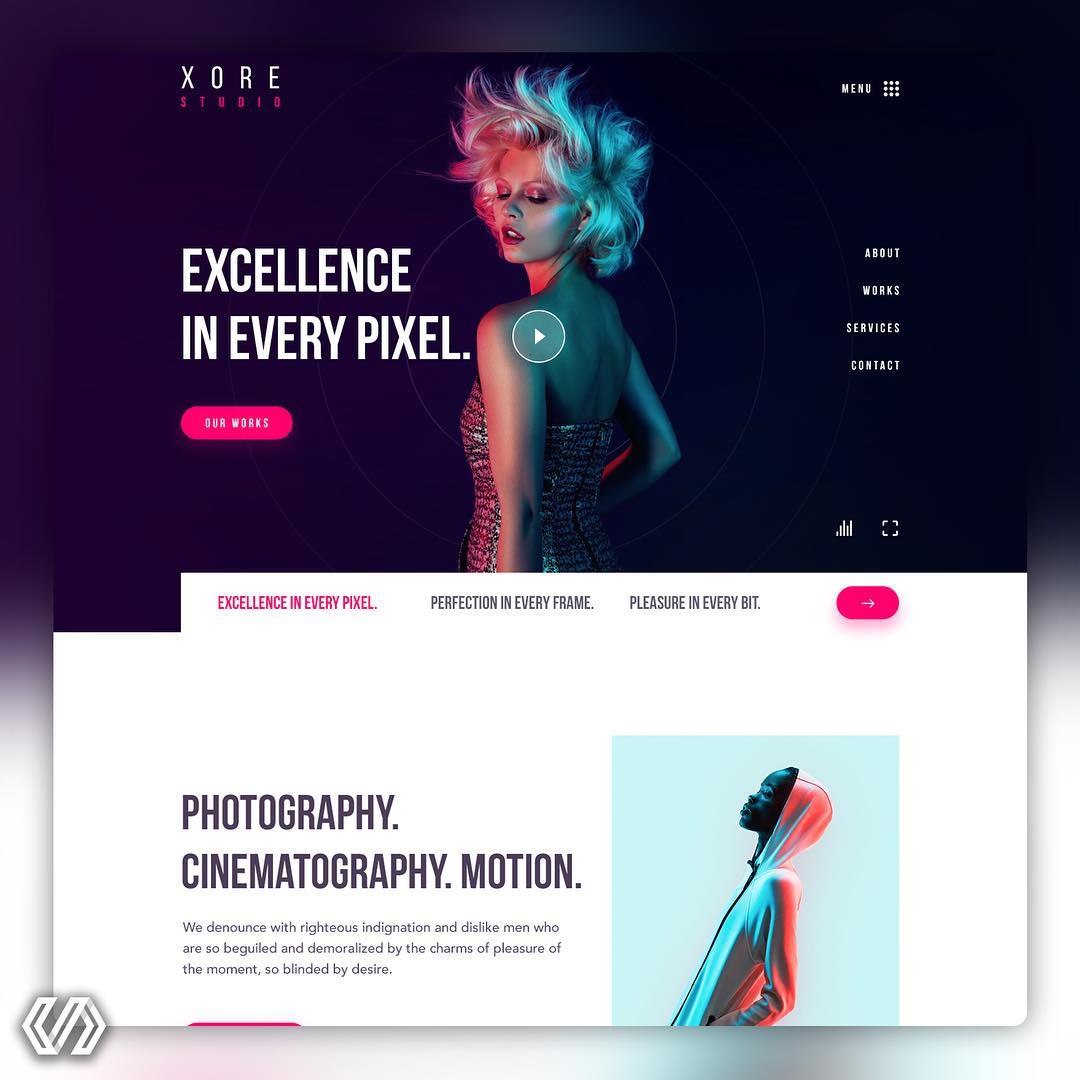 XORE
STUDIO
MENU
EXCELLENCE
IN EVERY PIXEL.
OUR WORKS
ABOUT
WORKS
SERVICES
CONTACT
EXCELLENCE IN EVERY PIXEL.
PERFECTION IN EVERY FRAME.
PLEASURE IN EVERY BIT.
PHOTOGRAPHY.
CINEMATOGRAPHY. MOTION.
We denounce with righteous indignation and dislike men who
are so beguiled and demoralized by the charms of pleasure of
the moment, so blinded by desire.